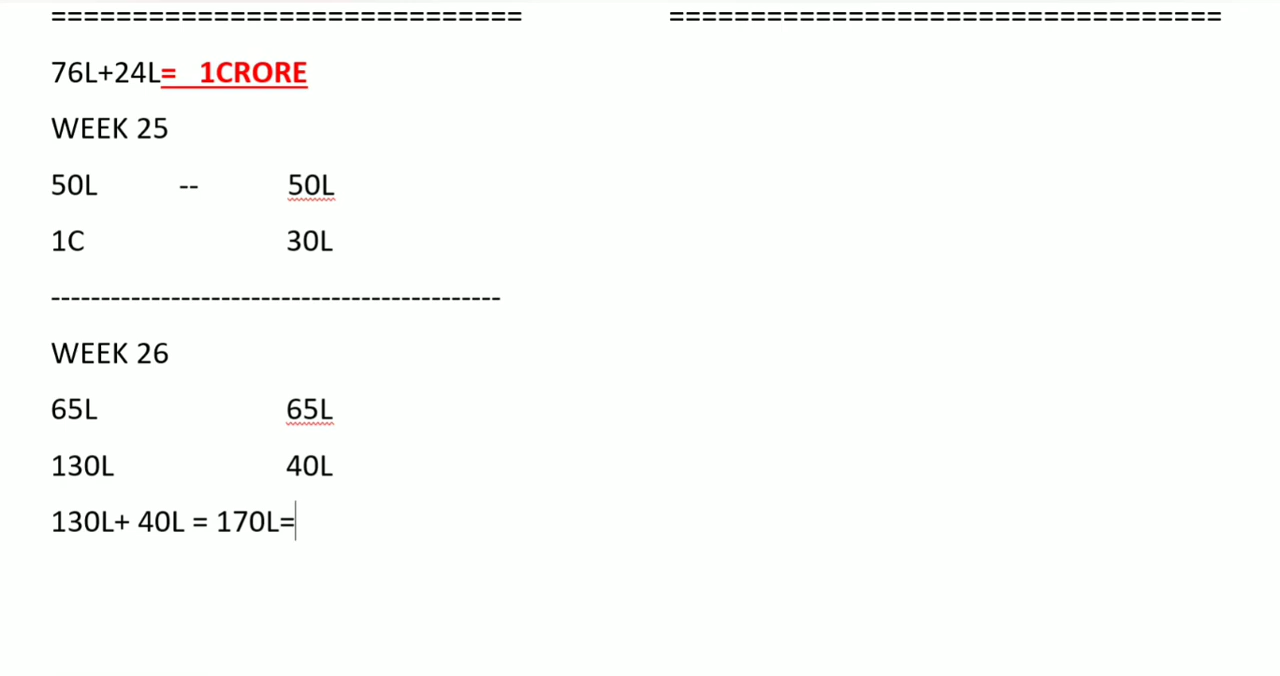 ============================= ==================================
76L+24L=   1CRORE
WEEK 25
50L -- 50L
1C 30L
---------------------------------------------
WEEK 26
65L 65L
130L 40L
130L+ 40L = 170L=